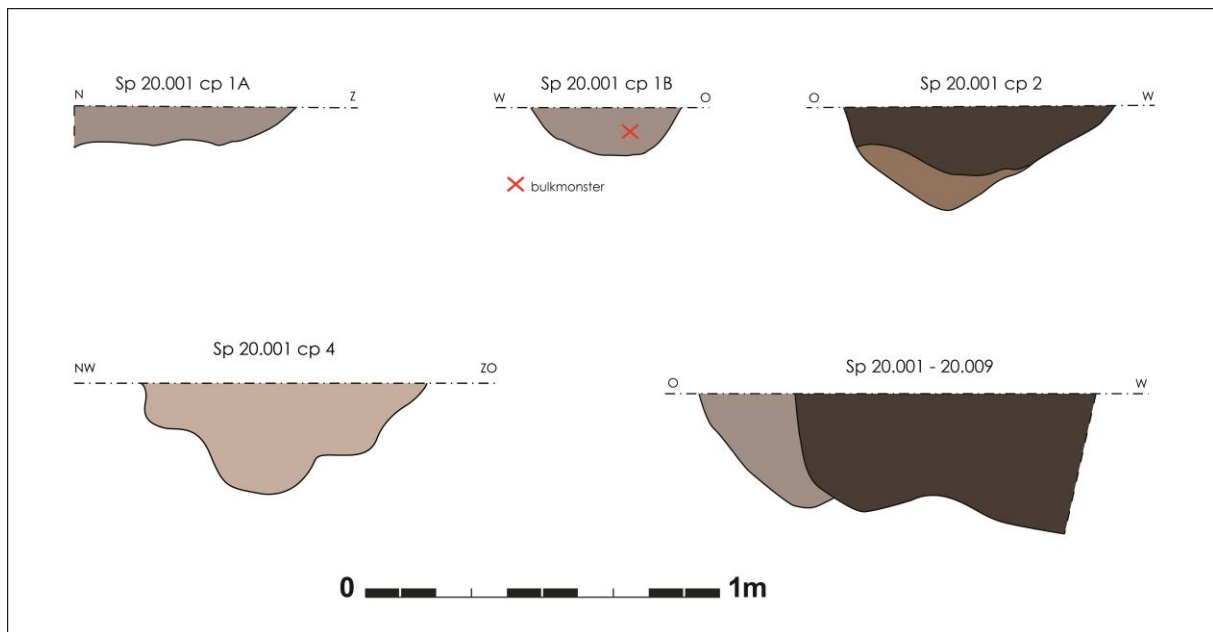 Sp 20.001 cp 1A
N Z
Sp 20.001 cp 1B
W O
bulkmonster
Sp 20.001 cp 2
O W
Sp 20.001 cp 4
NW ZO
Sp 20.001 - 20.009
O W
0 1m